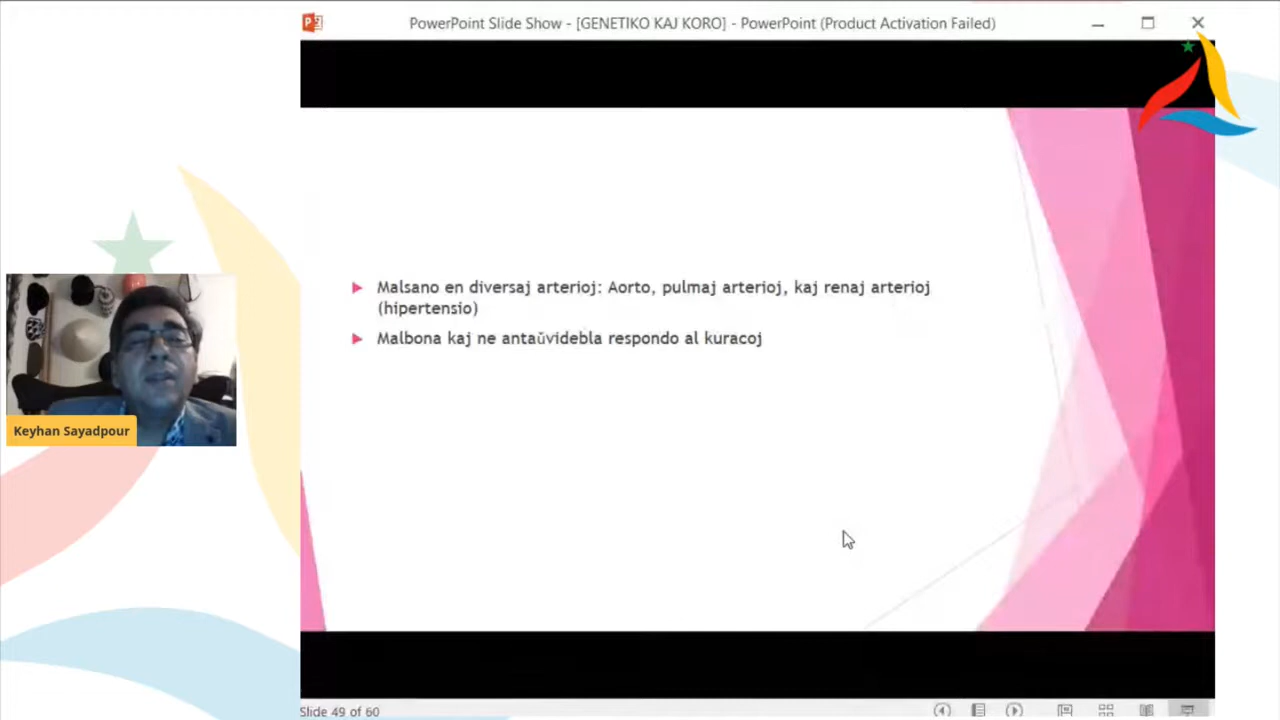 PowerPoint Slide Show - [GENETIKO KAJ KORO] - PowerPoint (Product Activation Failed)
Malsano en diversaj arterioj: Aorto, pulmaj arterioj, kaj renaj arterioj
(hipertensio)
Malbona kaj ne antaŭvidebla respondo al kuracoj
Keyhan Sayadpour
Slide 49 of 60